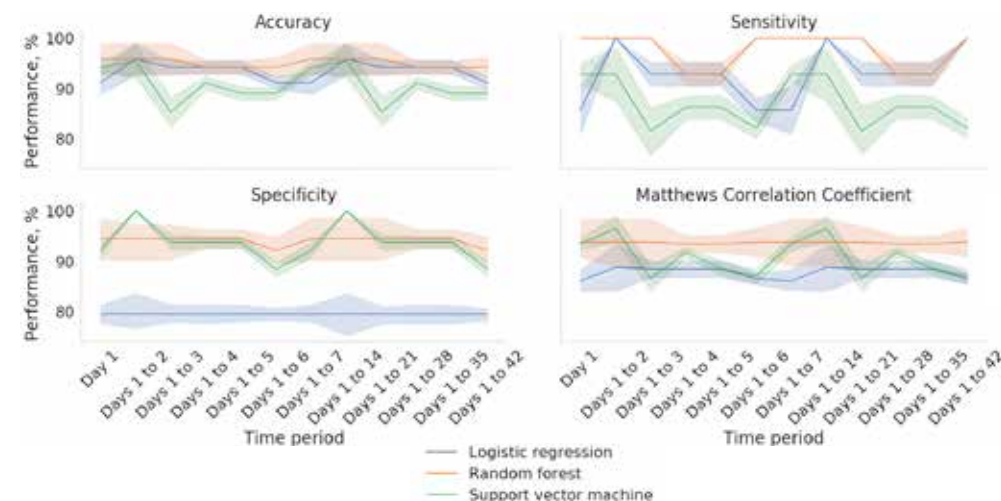 Accuracy
Sensitivity
Performance, %
100
90
80
Specificity
Matthews Correlation Coefficient
Performance, %
100
90
80
Day 1
Days 1 to 2
Days 1 to 3
Days 1 to 4
Days 1 to 5
Days 1 to 6
Days 1 to 7
Days 1 to 14
Days 1 to 21
Days 1 to 28
Days 1 to 35
Days 1 to 42
Day 1
Days 1 to 2
Days 1 to 3
Days 1 to 4
Days 1 to 5
Days 1 to 6
Days 1 to 7
Days 1 to 14
Days 1 to 21
Days 1 to 28
Days 1 to 35
Days 1 to 42
Time period
Time period
Logistic regression
Random forest
Support vector machine